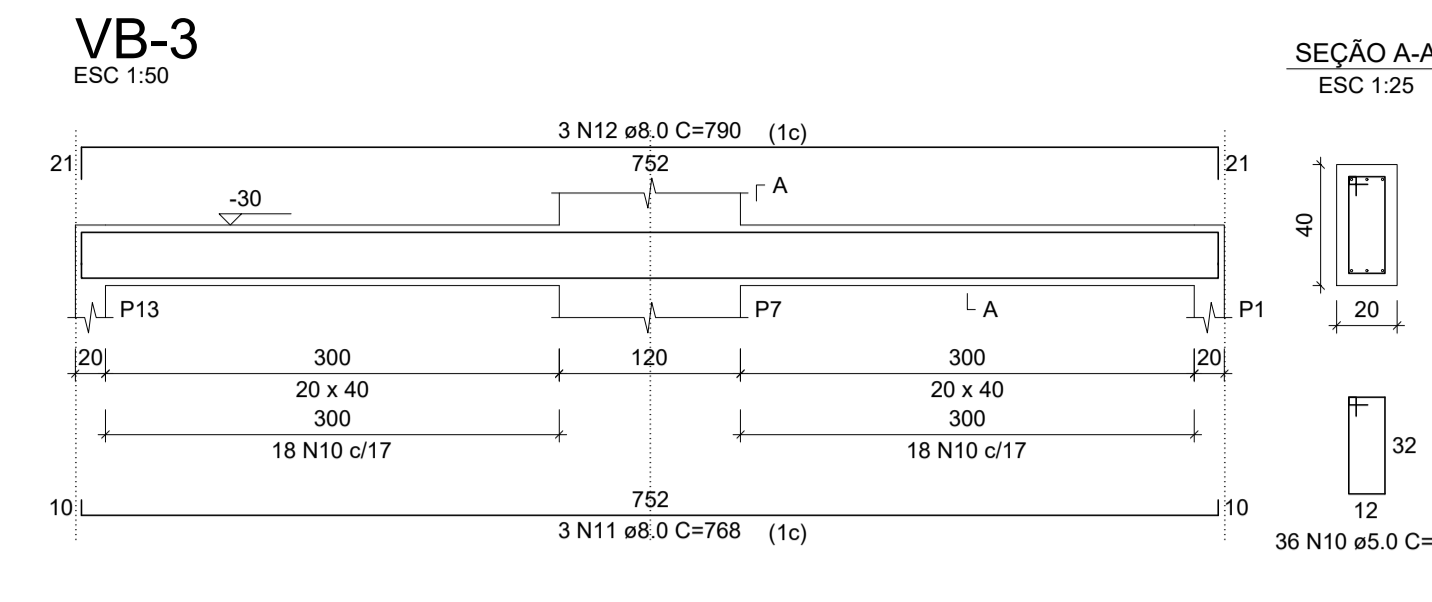 VB-3
ESC 1:50
SEÇÃO A-A
ESC 1:25
3 N12 ø8.0 C=790 (1c)
21 752 21
A
-30
40
P13 P7 A P1
20
20 300 120 300 20
20 x 40 20 x 40
300 300
18 N10 c/17 18 N10 c/17
32
10 752 10
12
3 N11 ø8.0 C=768 (1c)
36 N10 ø5.0 C=